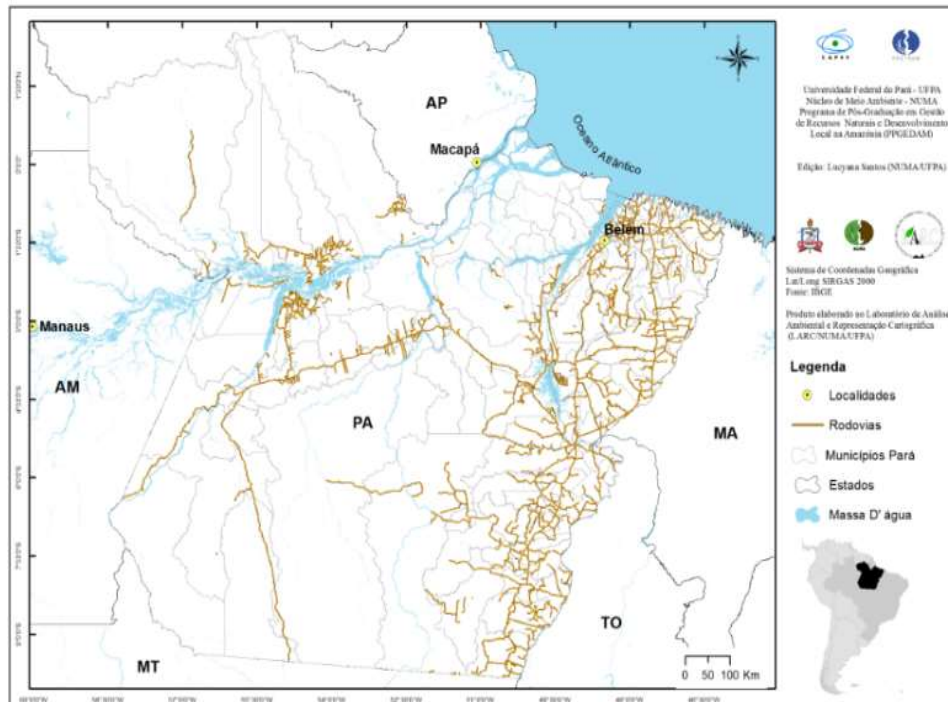 AP
Macapá
Oceano Atlântico
Belém
Manaus
AM
PA
MA
TO
MT
0 50 100 Km
Universidade Federal do Pará - UFPA
Núcleo de Meio Ambiente - NUMA
Programa de Pós-Graduação em Gestão
de Recursos Naturais e Desenvolvimento
Local na Amazônia (PPGEDAM)
Edição: Lucyana Santos (NUMA/UFPA)
Sistema de Coordenadas Geográfica
Lat/Long SIRGAS 2000
Fonte: IBGE
Produto elaborado no Laboratório de Análise
Ambiental e Representação Cartográfica
(LARC/NUMA/UFPA)
Legenda
Localidades
Rodovias
Municípios Pará
Estados
Massa D' água